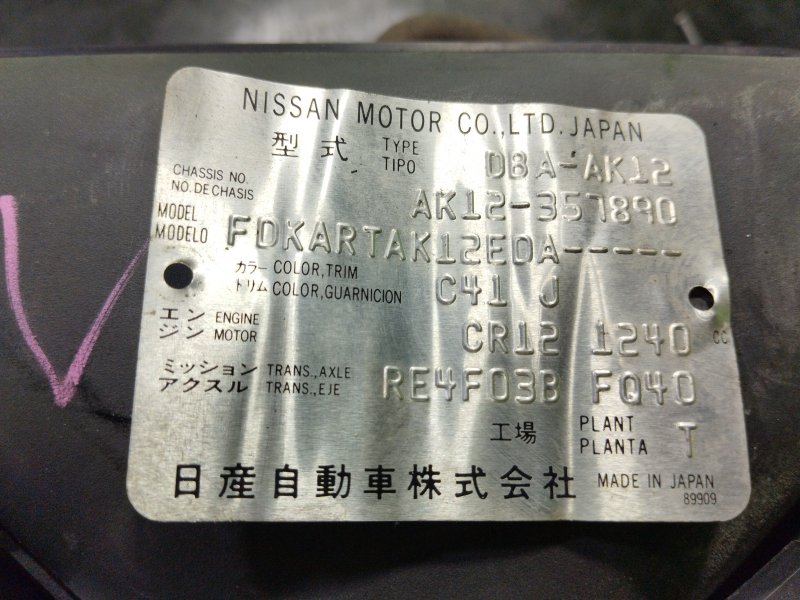 NISSAN MOTOR CO.,LTD. JAPAN
型式 TYPE TIPO DBA-AK12
CHASSIS NO. NO. DE CHASIS AK12-357890
MODEL MODELO FDKARTAK12EDA-----
カラー COLOR,TRIM
トリム COLOR,GUARNICION C41 J
エン ENGINE
ジン MOTOR CR12 1240 CC
ミッション TRANS.,AXLE
アクスル TRANS.,EJE RE4F03B FQ40
工場 PLANT PLANTA T
日産自動車株式会社 MADE IN JAPAN
89909